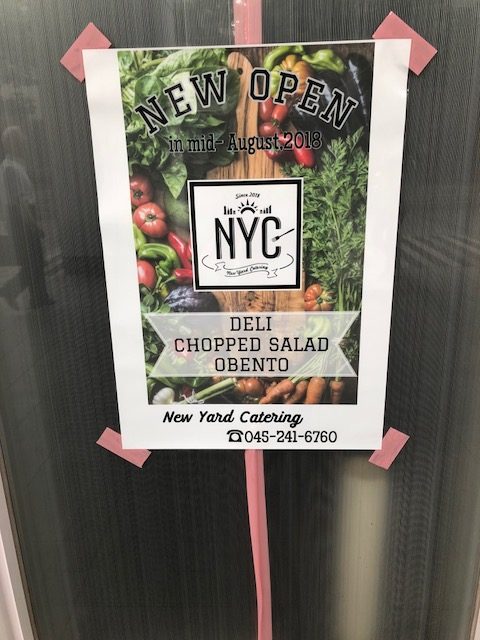 NEW OPEN
in mid- August,2018
Since 2018
NYC
New Yard Catering
DELI
CHOPPED SALAD
OBENTO
New Yard Catering
☎045-241-6760